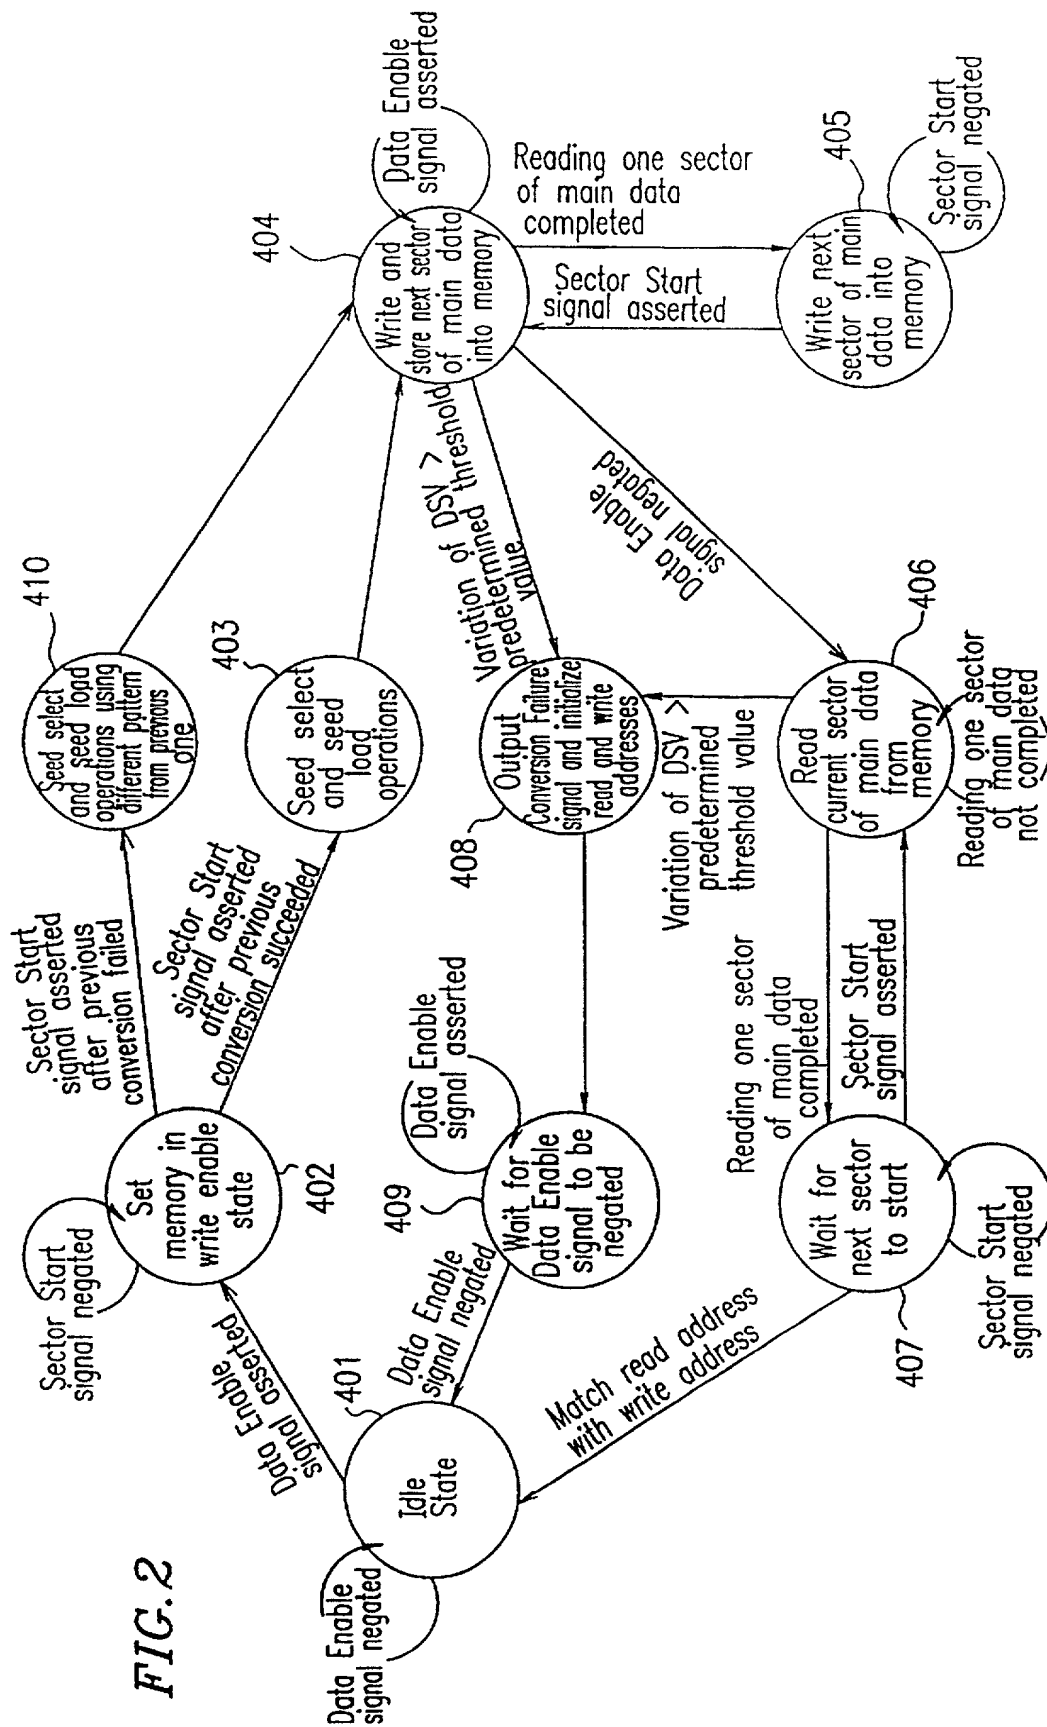 FIG. 2
Data Enable
signal negated
Idle
State
401
Data Enable
signal asserted
Sector Start
signal negated
Set
memory in
write enable
state
402
Sector Start
signal asserted
after previous
conversion failed
Sector Start
signal asserted
after previous
conversion succeeded
Seed select
and seed load
operations using
different pattern
from previous
one
410
Seed select
and seed
load
operations
403
Write and
store next sector
of main data
into memory
404
Data Enable
signal asserted
Reading one sector
of main data
completed
Sector Start
signal asserted
Write next
sector of main
data into
memory
405
Sector Start
signal negated
Variation of DSV >
predetermined threshold
value
Data Enable
signal negated
Output
Conversion Failure
signal and initialize
read and write
addresses
408
Data Enable
signal asserted
Wait for
Data Enable
signal to be
negated
409
Data Enable
signal negated
Variation of DSV >
predetermined
threshold value
Read
current sector
of main data
from
memory
406
Reading one sector
of main data
not completed
Reading one sector
of main data
completed
Sector Start
signal asserted
Wait for
next sector
to start
407
Sector Start
signal negated
Match read address
with write address